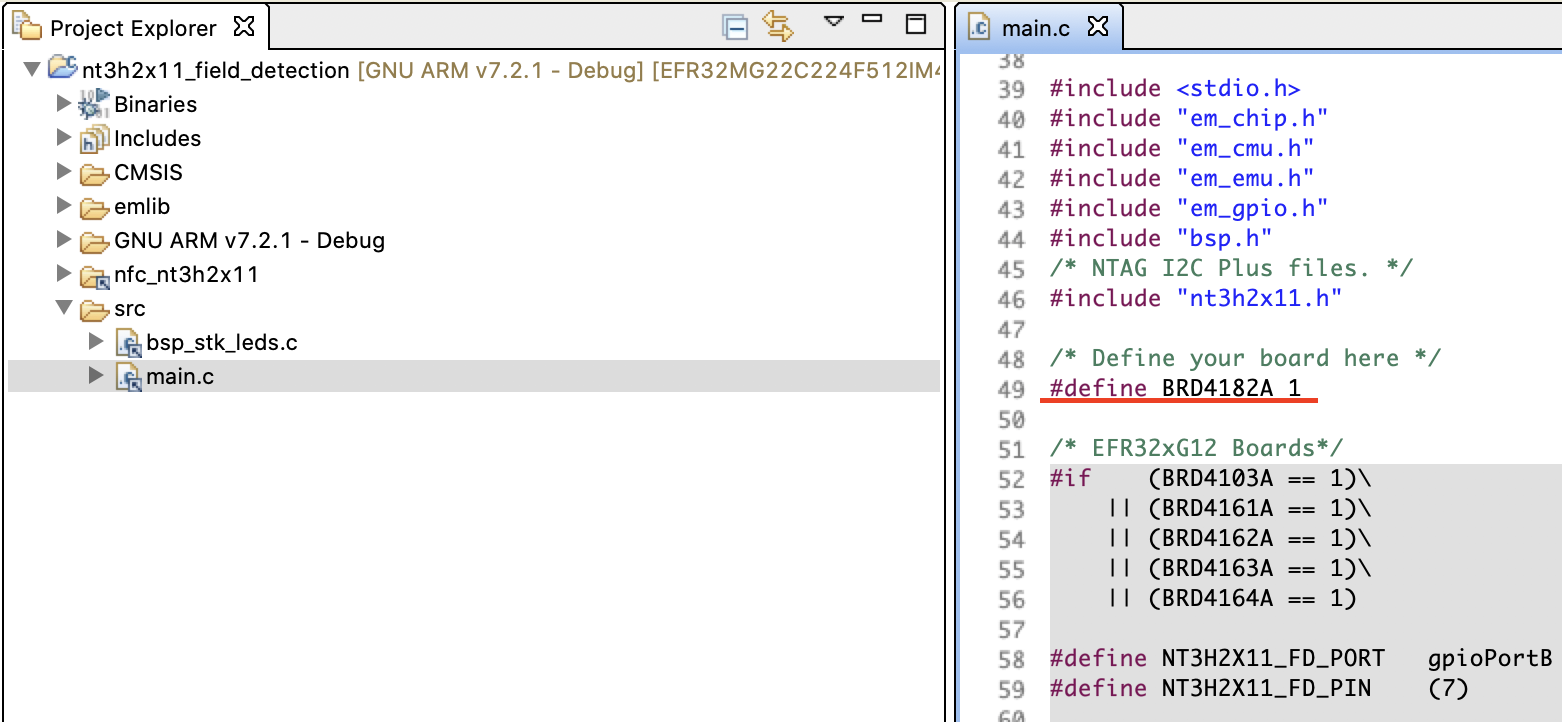 Project Explorer
nt3h2x11_field_detection [GNU ARM v7.2.1 - Debug] [EFR32MG22C224F512IM4
Binaries
Includes
CMSIS
emlib
GNU ARM v7.2.1 - Debug
nfc_nt3h2x11
src
bsp_stk_leds.c
main.c
main.c
38
39 #include <stdio.h>
40 #include "em_chip.h"
41 #include "em_cmu.h"
42 #include "em_emu.h"
43 #include "em_gpio.h"
44 #include "bsp.h"
45 /* NTAG I2C Plus files. */
46 #include "nt3h2x11.h"
47
48 /* Define your board here */
49 #define BRD4182A 1
50
51 /* EFR32xG12 Boards*/
52 #if    (BRD4103A == 1)\
53     || (BRD4161A == 1)\
54     || (BRD4162A == 1)\
55     || (BRD4163A == 1)\
56     || (BRD4164A == 1)
57
58 #define NT3H2X11_FD_PORT   gpioPortB
59 #define NT3H2X11_FD_PIN    (7)
60